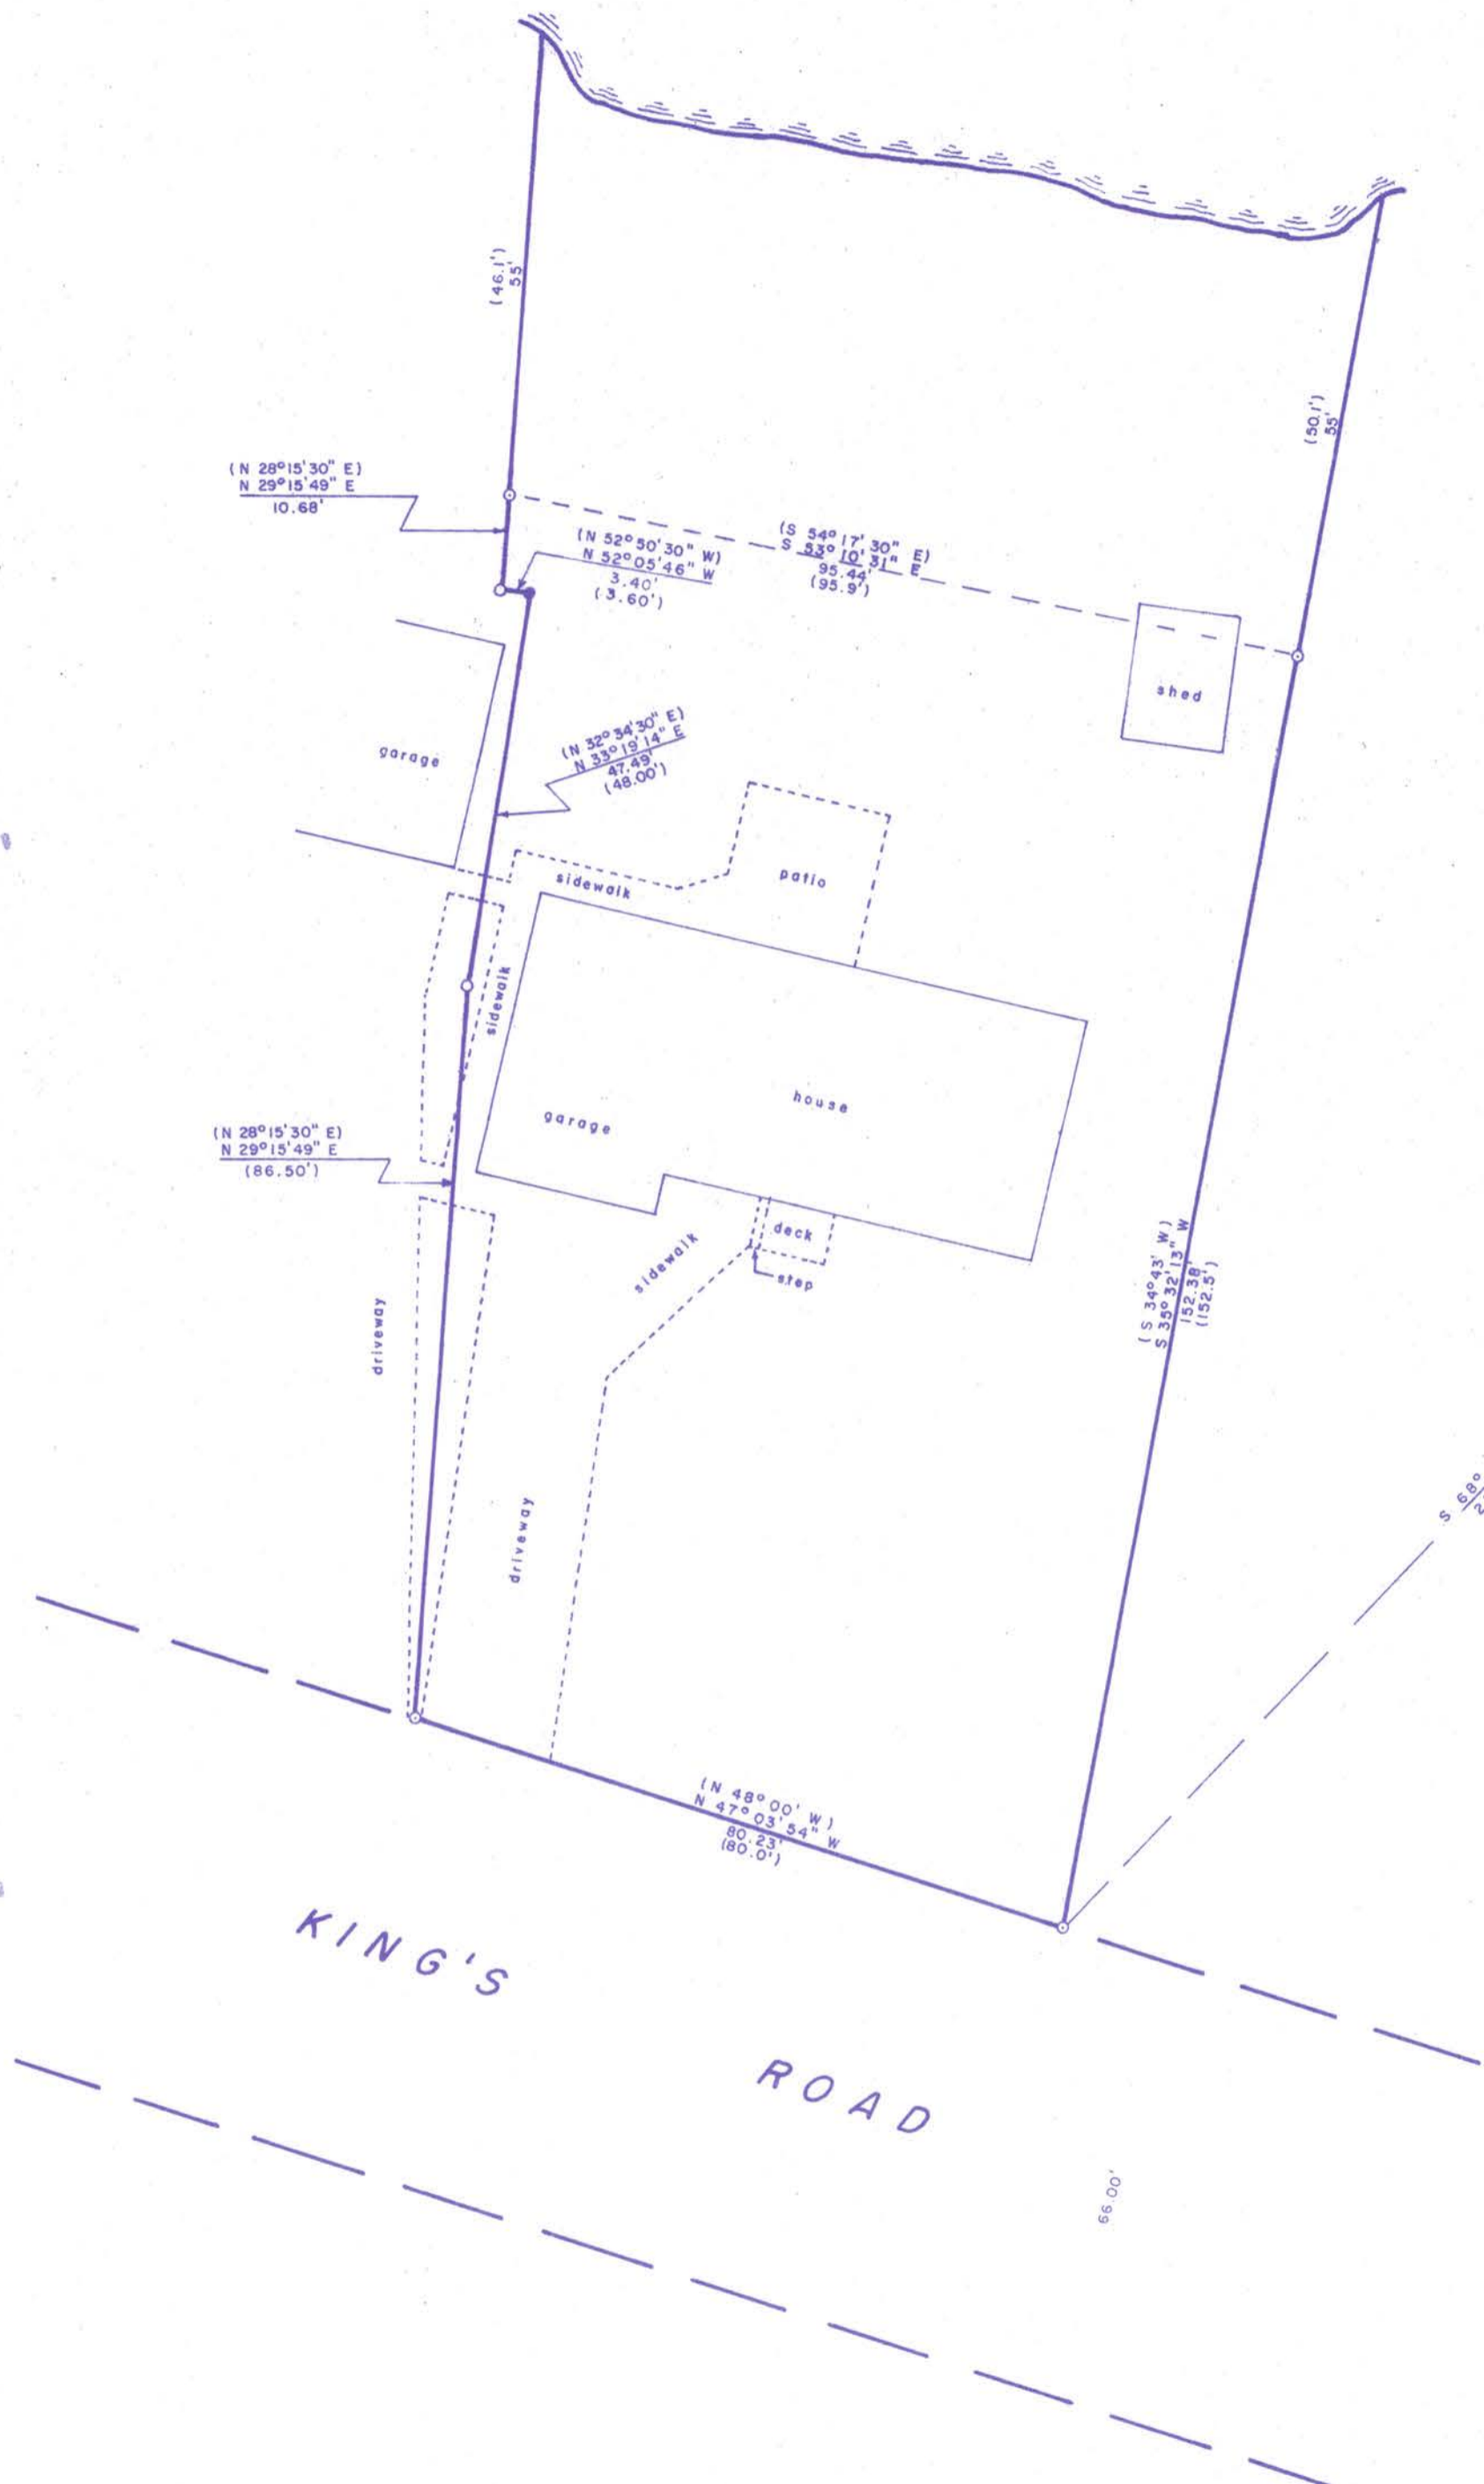 (46.1')
55'
(50.1')
55'
(N 28°15'30" E)
N 29°15'49" E
10.68'
(N 52°50'30" W)
N 52°05'46" W
3.40'
(3.60')
(S 54°17'30" E)
S 53°10'31" E
95.44'
(95.9')
shed
garage
(N 32°34'30" E)
N 33°19'14" E
47.49'
(48.00')
sidewalk
patio
sidewalk
house
garage
(N 28°15'30" E)
N 29°15'49" E
(86.50')
deck
step
sidewalk
(S 34°43' W)
S 35°32'13" W
152.38'
(152.5')
driveway
driveway
S 68°
(N 48°00' W)
N 47°03'54" W
80.23'
(80.0')
KING'S
ROAD
66.00'